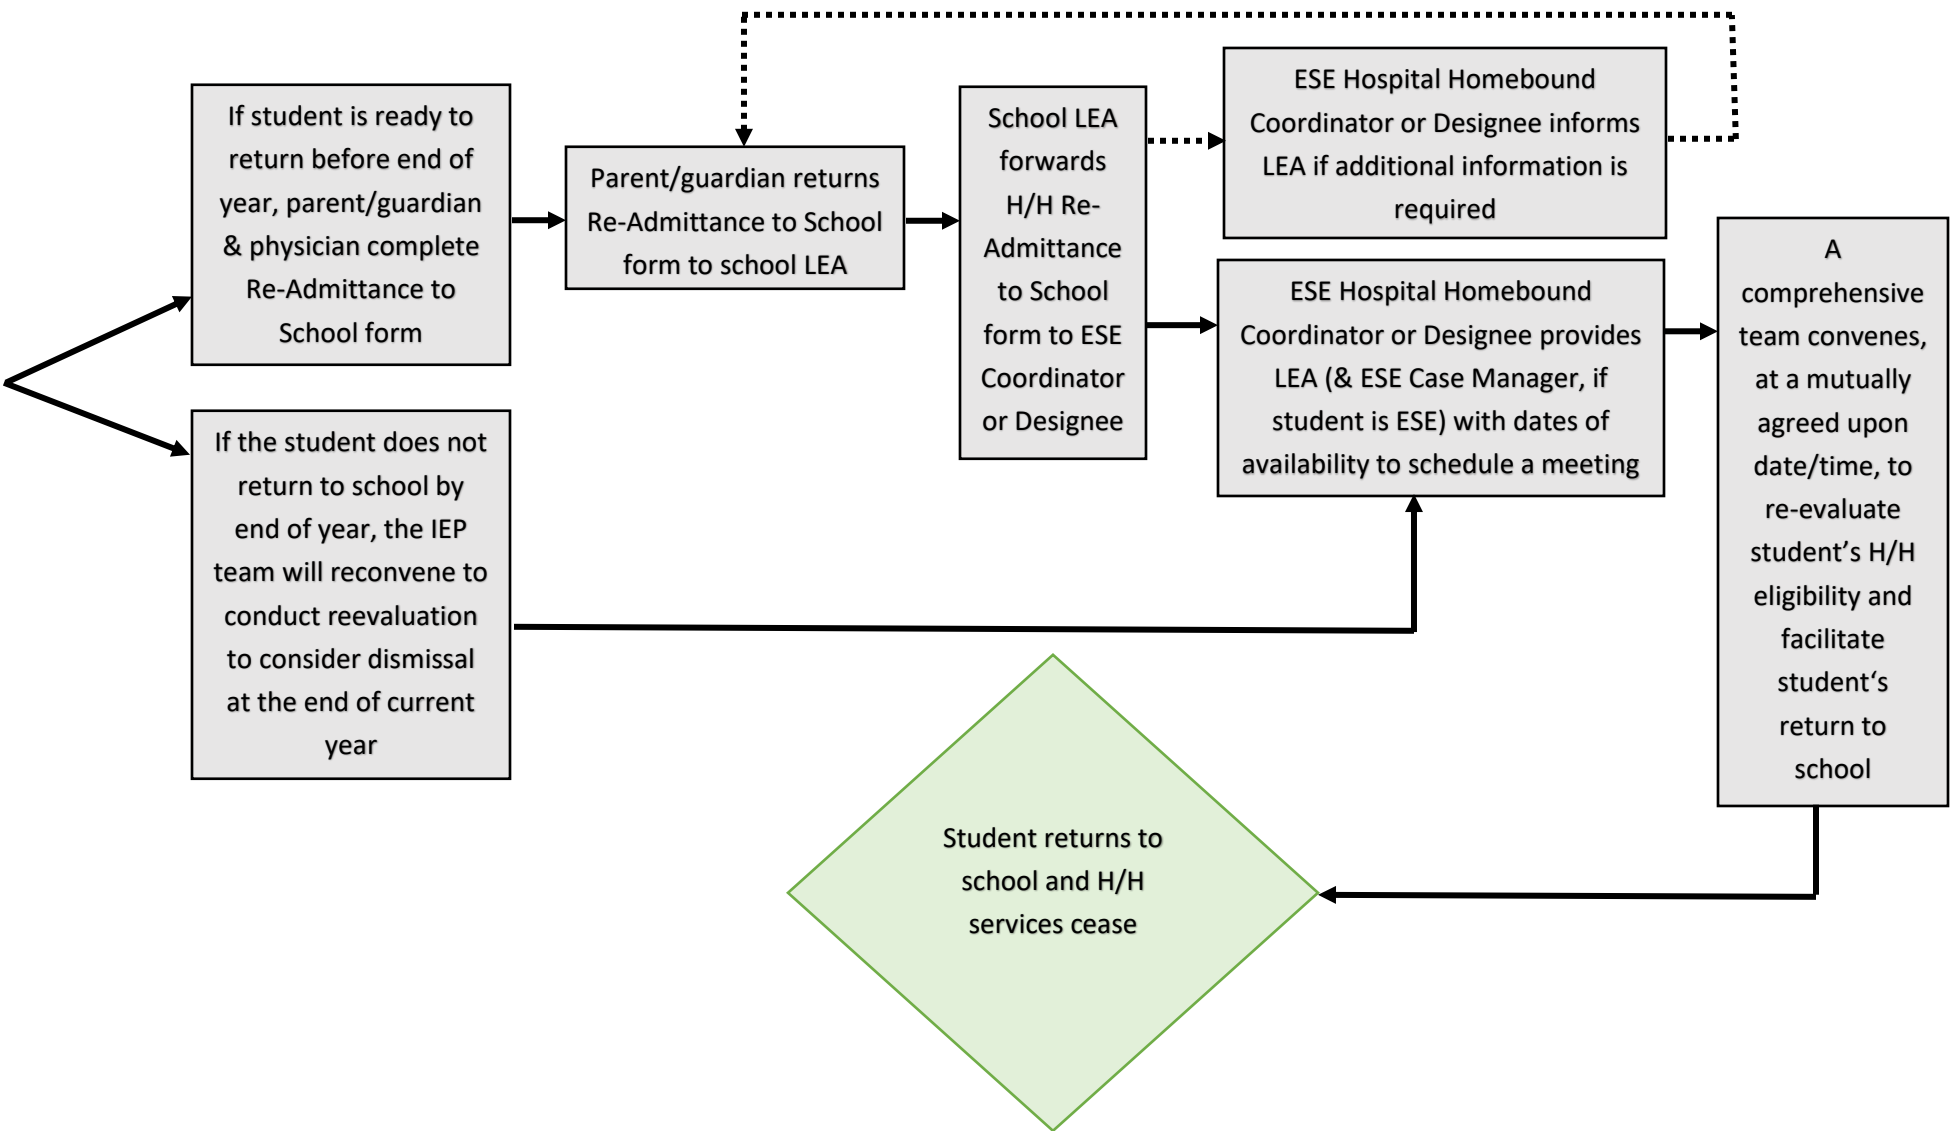 If student is ready to
return before end of
year, parent/guardian
& physician complete
Re-Admittance to
School form
Parent/guardian returns
Re-Admittance to School
form to school LEA
School LEA
forwards
H/H Re-
Admittance
to School
form to ESE
Coordinator
or Designee
ESE Hospital Homebound
Coordinator or Designee informs
LEA if additional information is
required
ESE Hospital Homebound
Coordinator or Designee provides
LEA (& ESE Case Manager, if
student is ESE) with dates of
availability to schedule a meeting
A
comprehensive
team convenes,
at a mutually
agreed upon
date/time, to
re-evaluate
student’s H/H
eligibility and
facilitate
student‘s
return to
school
If the student does not
return to school by
end of year, the IEP
team will reconvene to
conduct reevaluation
to consider dismissal
at the end of current
year
Student returns to
school and H/H
services cease